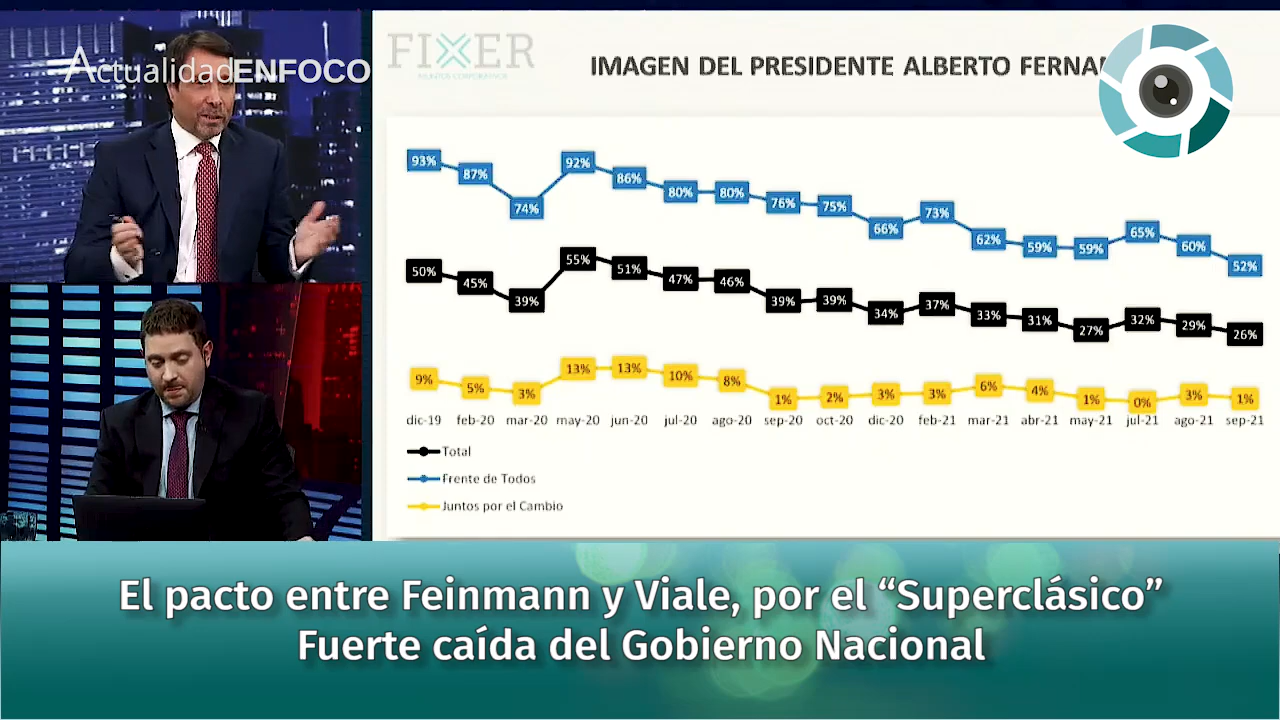 ActualidadENFOCO
FIXER
MUNDOS CORPORATIVOS
IMAGEN DEL PRESIDENTE ALBERTO
93% 87% 74% 92% 86% 80% 80% 76% 75% 66% 73% 62% 59% 59% 65% 60% 52%
50% 45% 39% 55% 51% 47% 46% 39% 39% 34% 37% 33% 31% 27% 32% 29% 26%
9% 5% 3% 13% 13% 10% 8% 1% 2% 3% 3% 6% 4% 1% 0% 3% 1%
dic-19 feb-20 mar-20 may-20 jun-20 jul-20 ago-20 sep-20 oct-20 dic-20 feb-21 mar-21 abr-21 may-21 jul-21 ago-21 sep-21
Total
Frente de Todos
Juntos por el Cambio
El pacto entre Feinmann y Viale, por el “Superclásico”
Fuerte caída del Gobierno Nacional